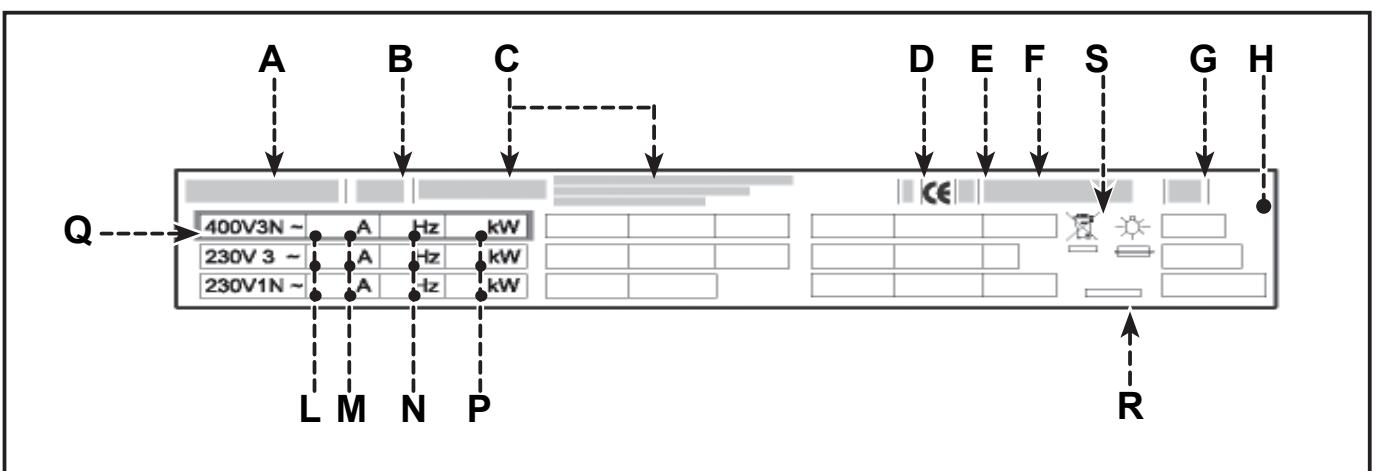 A B C D E F S G H
CE
Q 400V3N ~ A Hz kW
230V 3 ~ A Hz kW
230V1N ~ A Hz kW
L M N P R